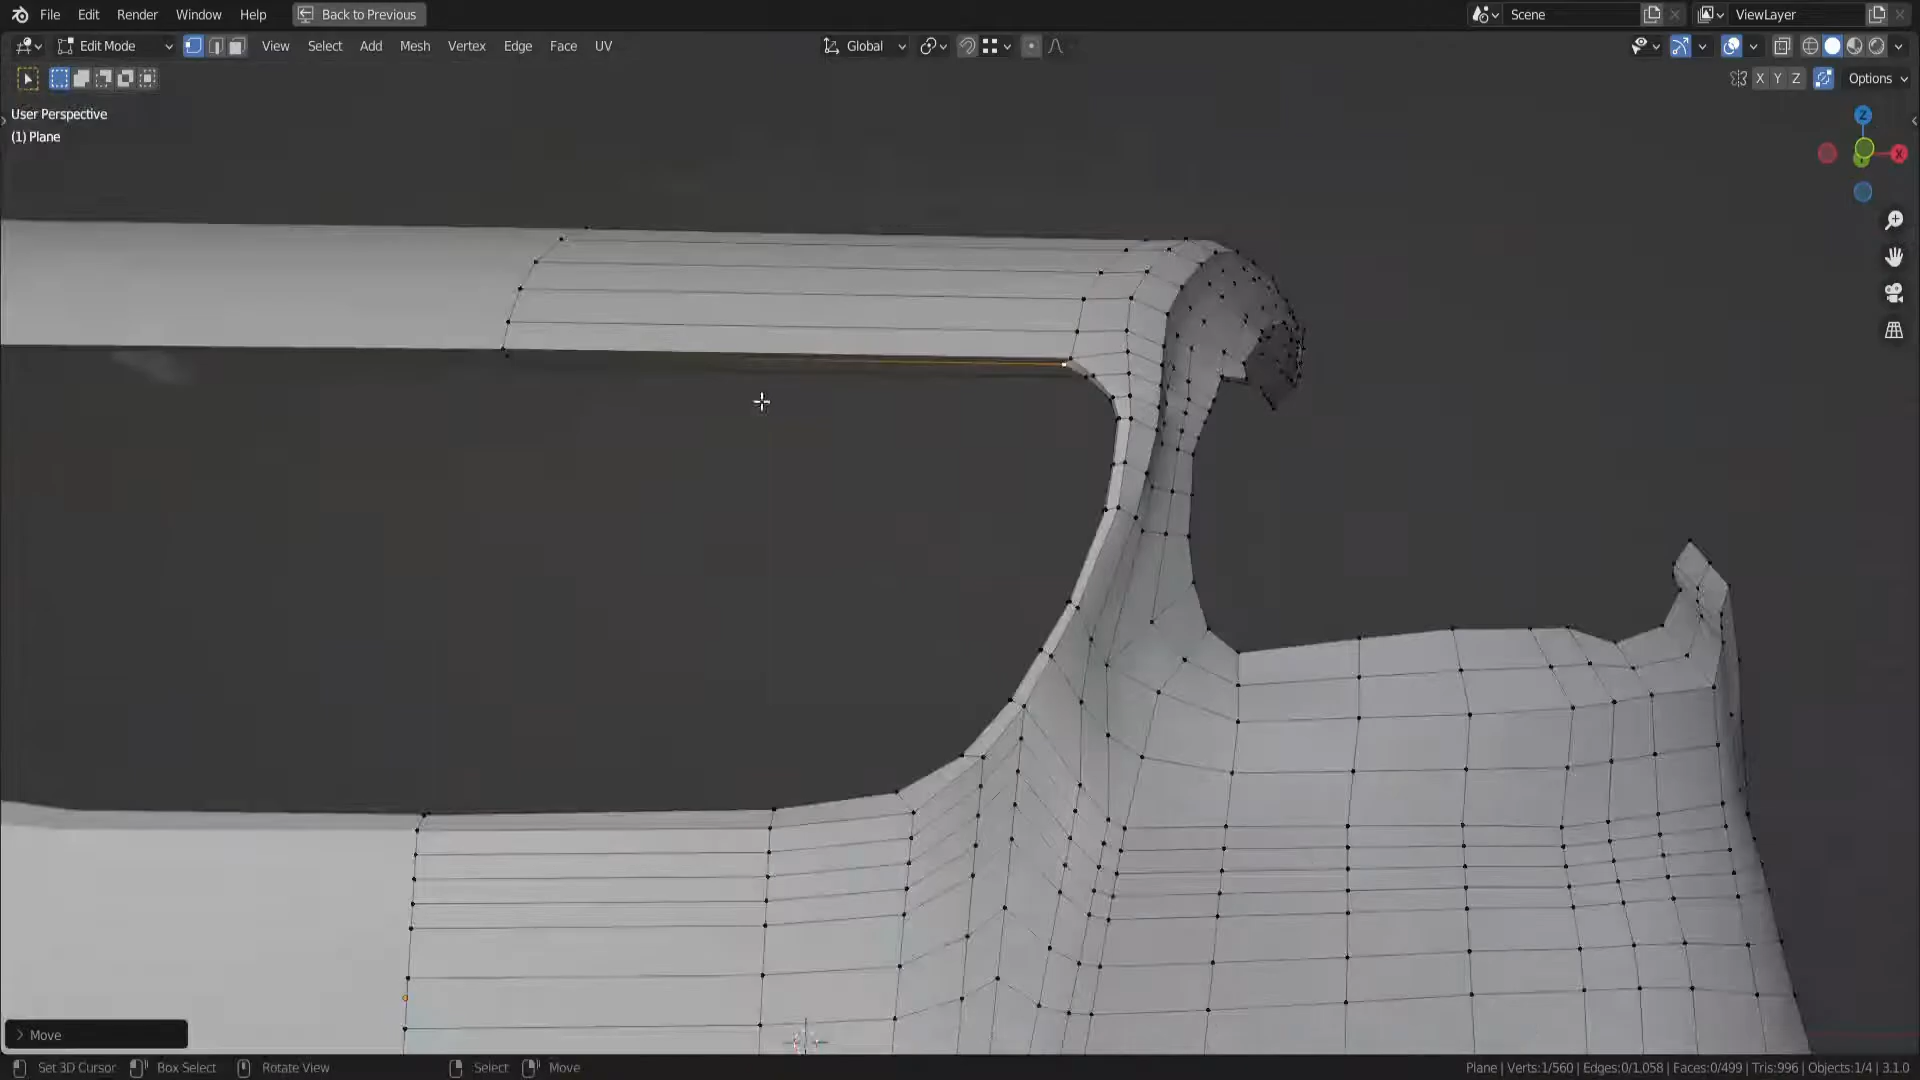 File Edit Render Window Help Back to Previous Scene ViewLayer
Edit Mode View Select Add Mesh Vertex Edge Face UV Global
X Y Z Options
User Perspective
(1) Plane
Z
X
Move
Set 3D Cursor Box Select Rotate View Select Move Plane | Verts:1/560 | Edges:0/1,058 | Faces:0/499 | Tris:996 | Objects:1/4 | 3.1.0